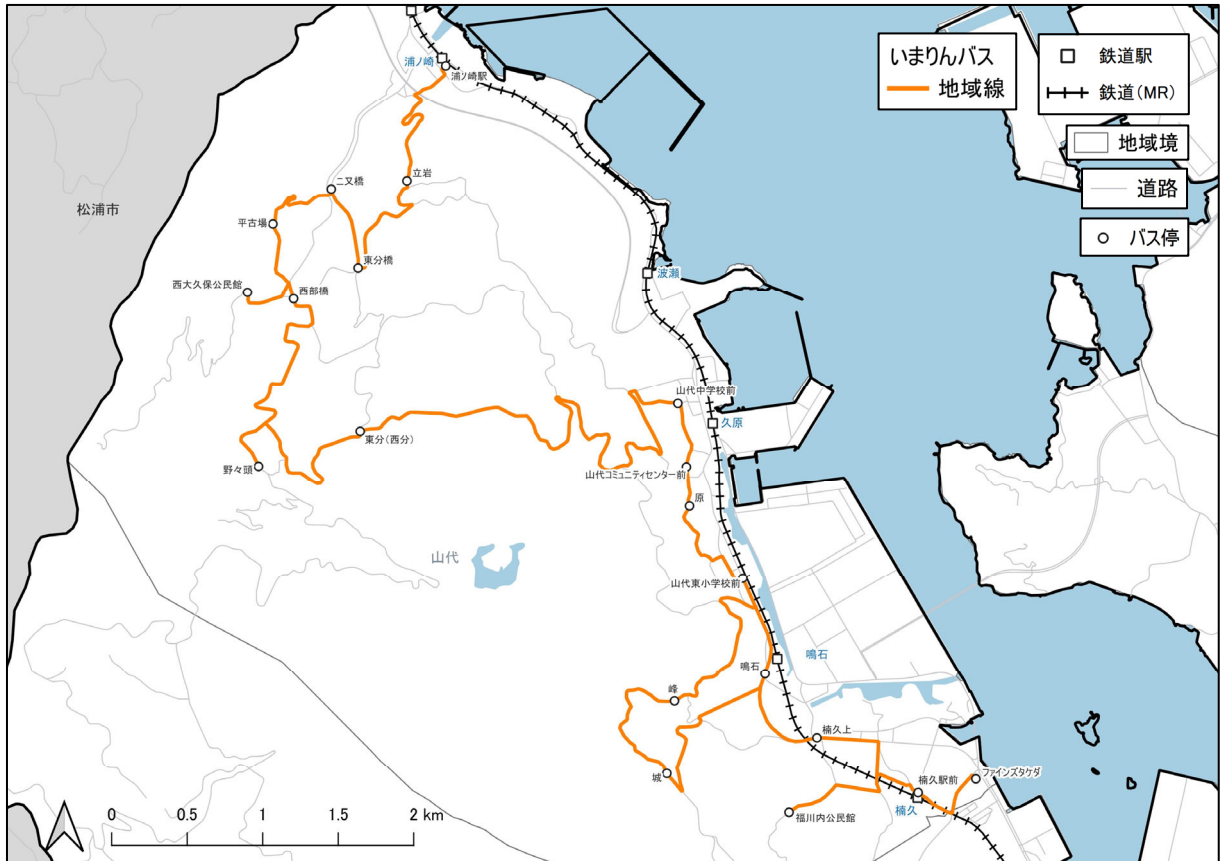 いまりんバス
地域線
鉄道駅
鉄道(MR)
地域境
道路
バス停
浦ノ崎
浦ノ崎駅
立岩
二又橋
松浦市
平古場
東分橋
西大久保公民館
西部橋
波瀬
山代中学校前
久原
東分(西分)
野々頭
山代コミュニティセンター前
原
山代
山代東小学校前
鳴石
鳴石
峰
楠久上
城
ファインズタケダ
楠久駅前
楠久
福川内公民館
0 0.5 1 2 km